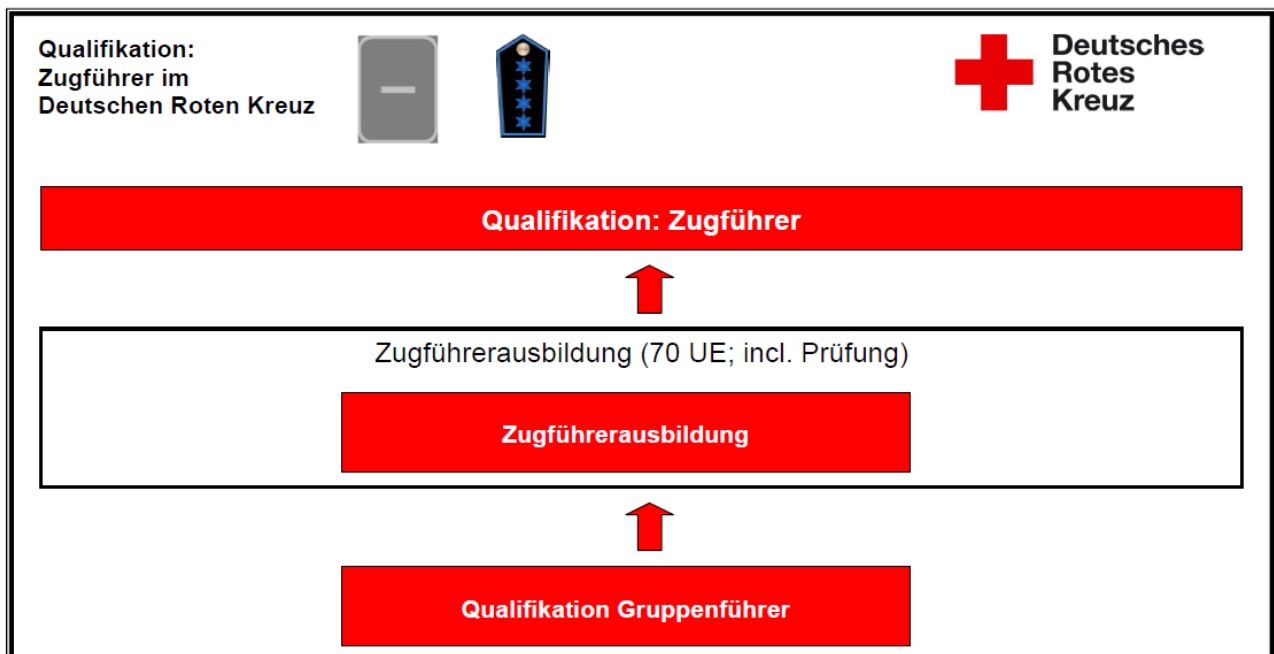 Qualifikation:
Zugführer im
Deutschen Roten Kreuz
Deutsches
Rotes
Kreuz
Qualifikation: Zugführer
Zugführerausbildung (70 UE; incl. Prüfung)
Zugführerausbildung
Qualifikation Gruppenführer